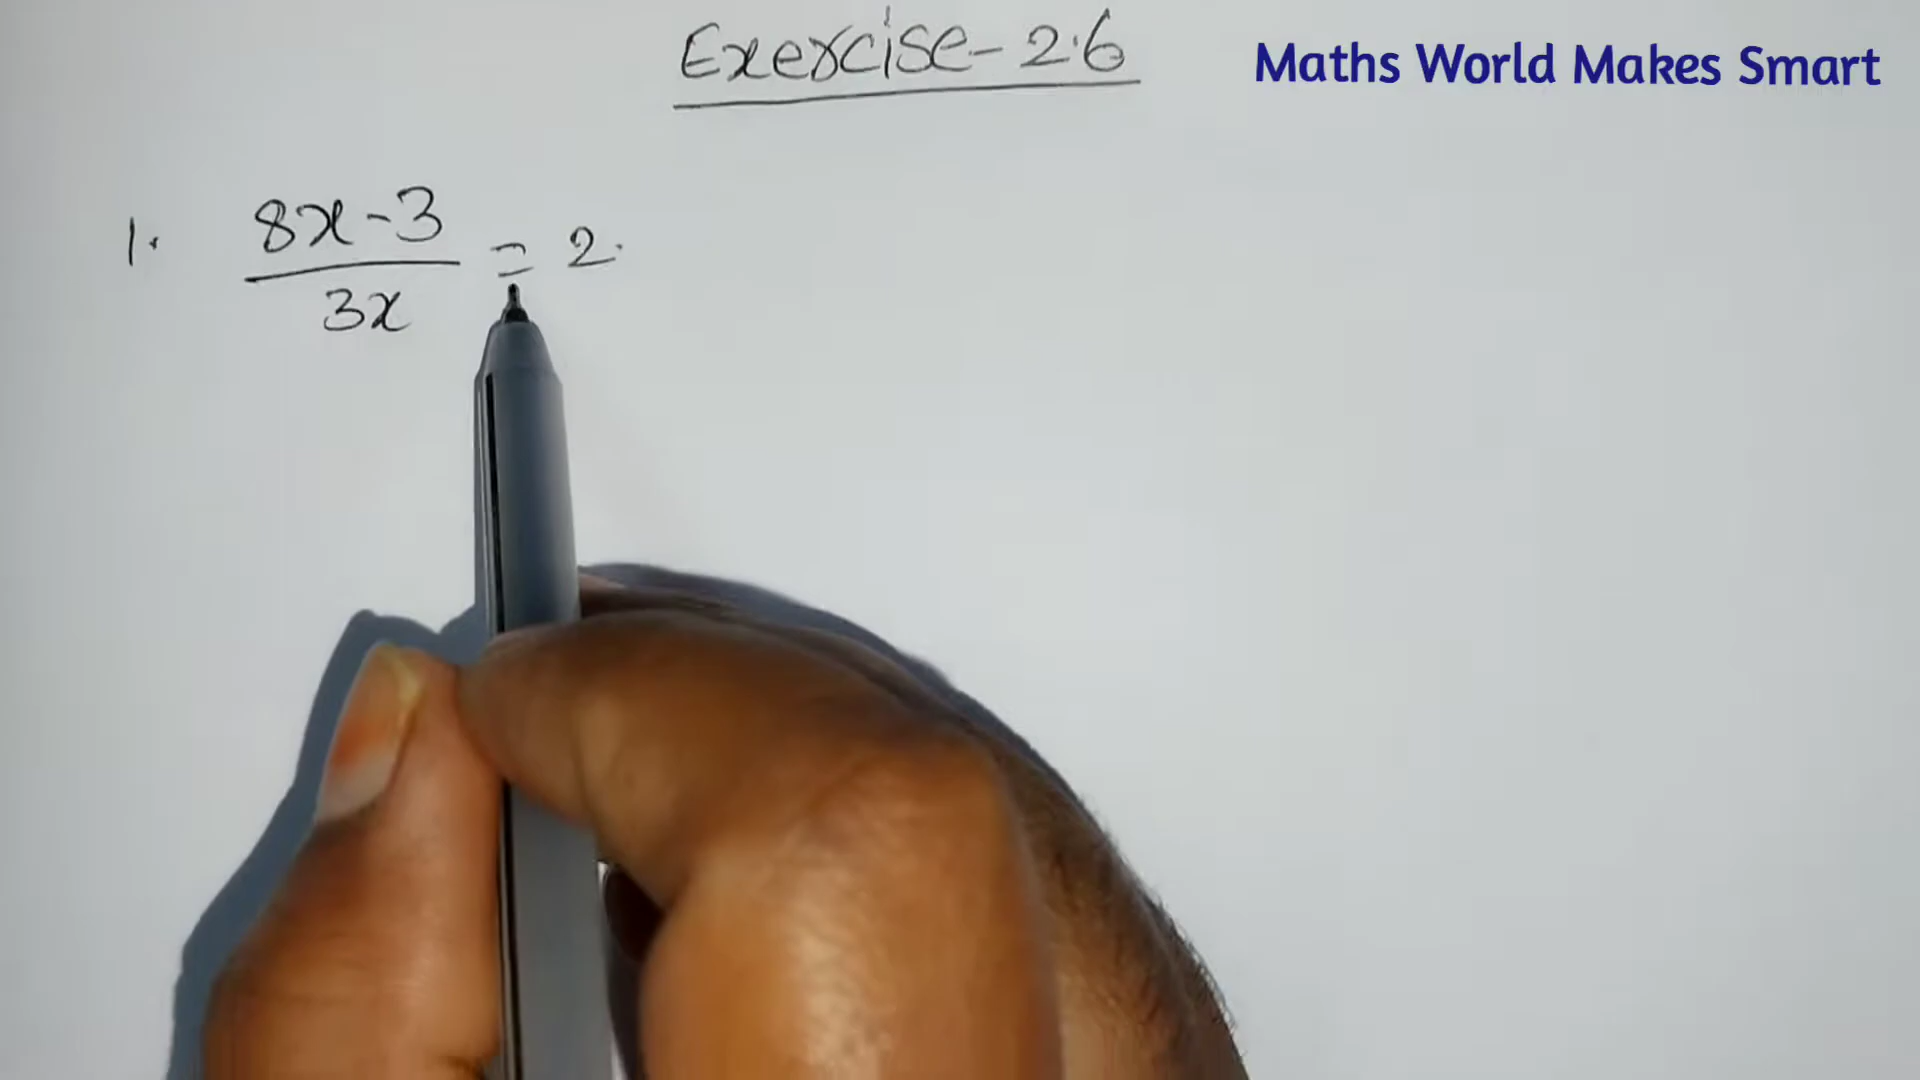 Exercise-2.6
Maths World Makes Smart
1. 8x-3
3x
= 2.